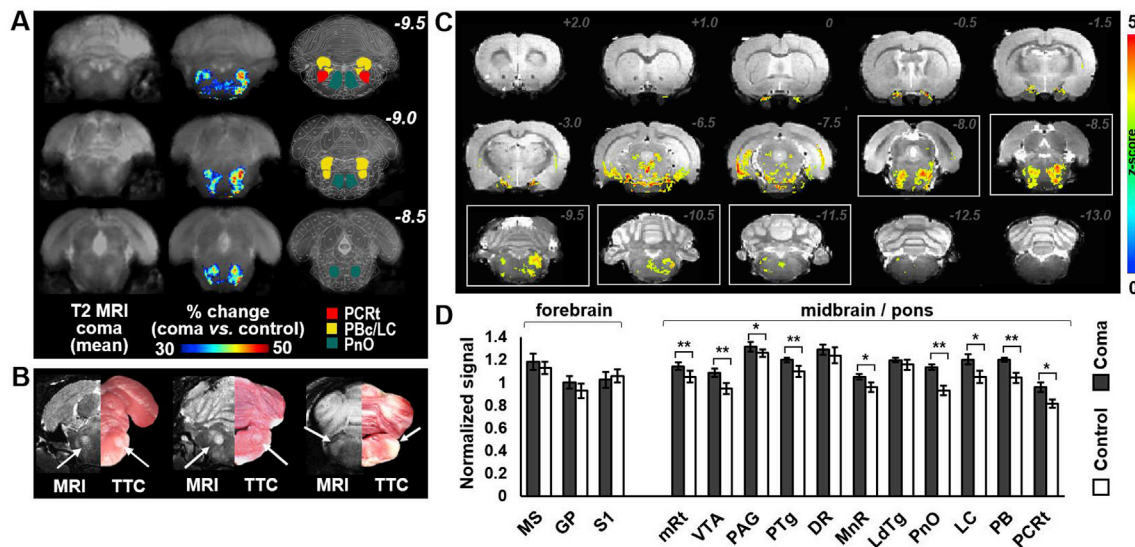 A
-9.5
-9.0
-8.5
T2 MRI
coma
(mean)
% change
(coma vs. control)
30 50
PCRt
PBc/LC
PnO
B
MRI TTC MRI TTC MRI TTC
C
+2.0 +1.0 0 -0.5 -1.5
-3.0 -6.5 -7.5 -8.0 -8.5
-9.5 -10.5 -11.5 -12.5 -13.0
5
z-score
0
D
forebrain midbrain / pons
Normalized signal
1.4
1.2
1
0.8
0.6
0.4
0.2
0
** ** * ** * ** * ** *
MS GP S1 mRt VTA PAG PTg DR MnR LdTg PnO LC PB PCRt
Coma
Control